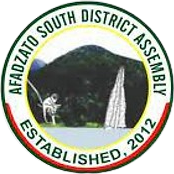 AFADZATO SOUTH DISTRICT ASSEMBLY
ESTABLISHED, 2012